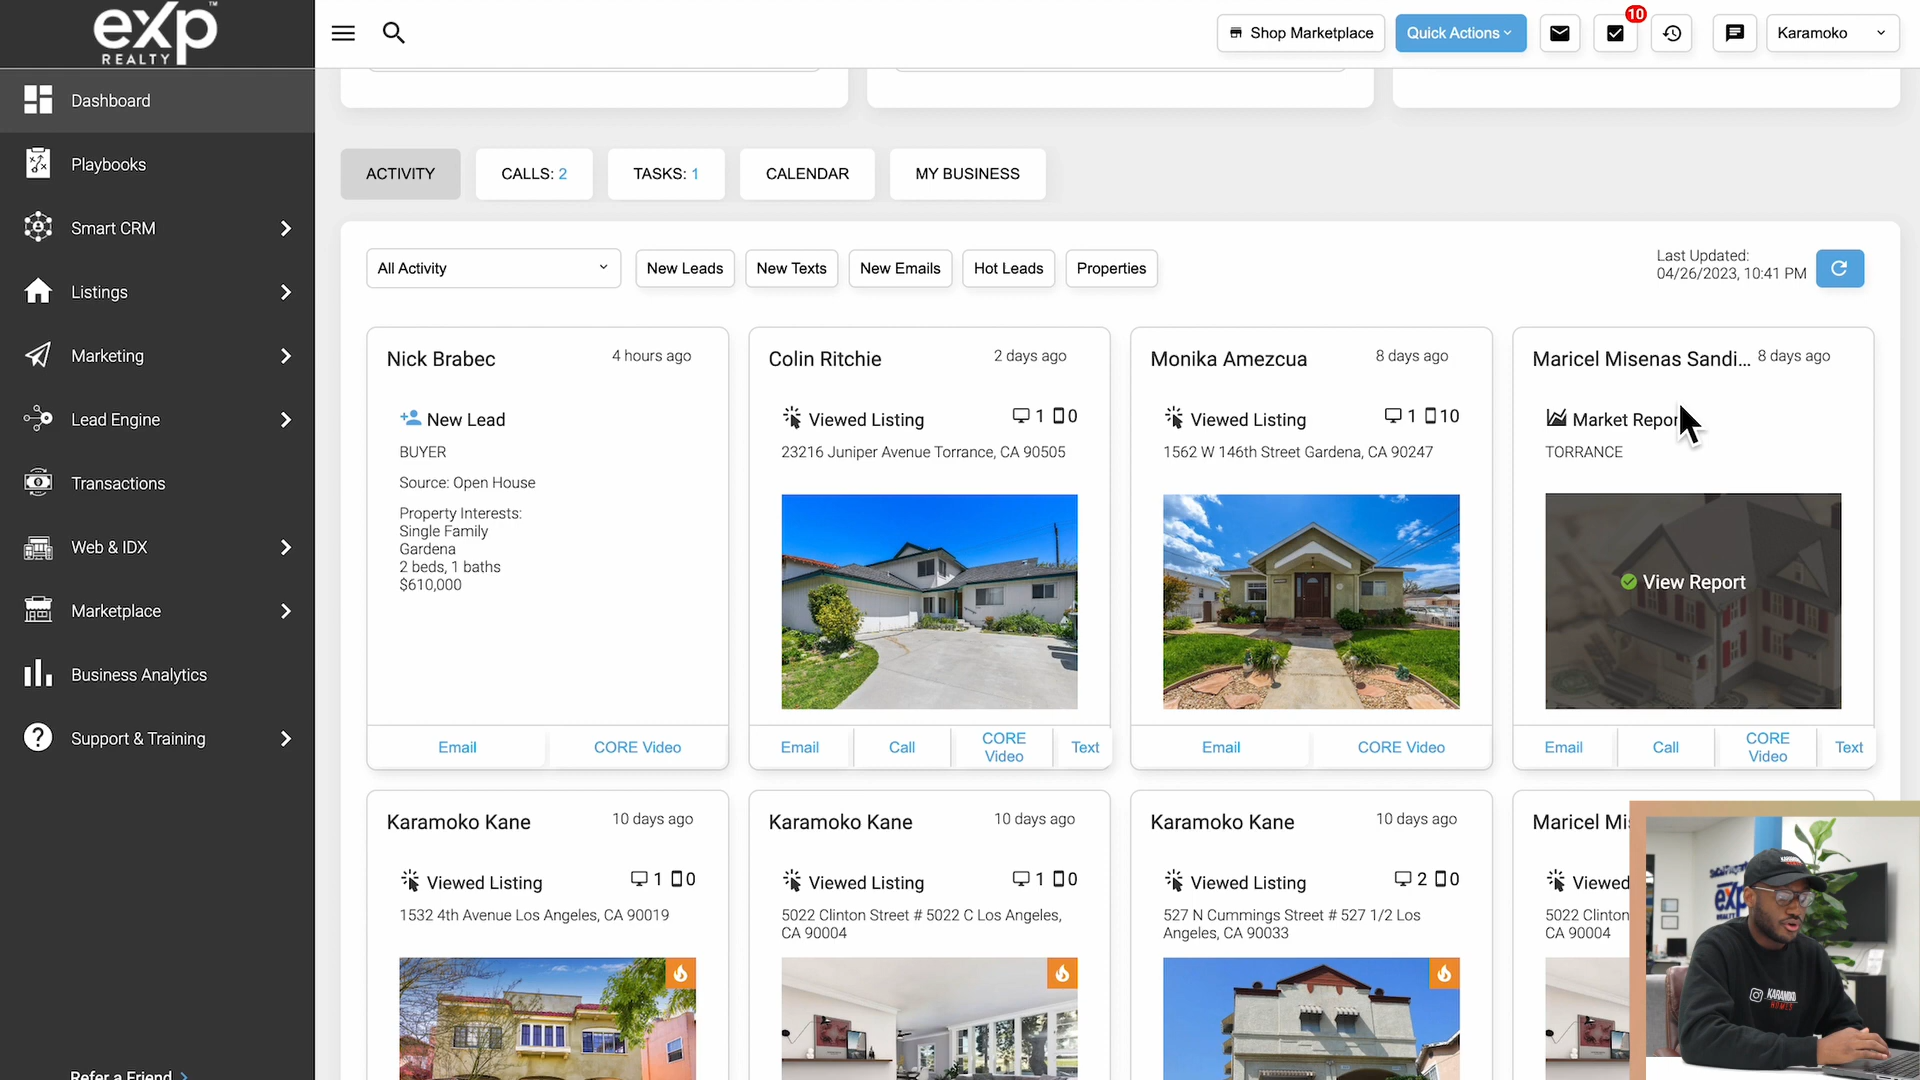 eXp™
REALTY
Shop Marketplace
Quick Actions
10
Karamoko
Dashboard
Playbooks
Smart CRM
Listings
Marketing
Lead Engine
Transactions
Web & IDX
Marketplace
Business Analytics
Support & Training
Refer a Friend
ACTIVITY
CALLS: 2
TASKS: 1
CALENDAR
MY BUSINESS
All Activity
New Leads
New Texts
New Emails
Hot Leads
Properties
Last Updated:
04/26/2023, 10:41 PM
Nick Brabec
4 hours ago
New Lead
BUYER
Source: Open House
Property Interests:
Single Family
Gardena
2 beds, 1 baths
$610,000
Email
CORE Video
Colin Ritchie
2 days ago
Viewed Listing
1 0
23216 Juniper Avenue Torrance, CA 90505
Email
Call
CORE
Video
Text
Monika Amezcua
8 days ago
Viewed Listing
1 10
1562 W 146th Street Gardena, CA 90247
Email
CORE Video
Maricel Misenas Sandi...
8 days ago
Market Repor
TORRANCE
View Report
Email
Call
CORE
Video
Text
Karamoko Kane
10 days ago
Viewed Listing
1 0
1532 4th Avenue Los Angeles, CA 90019
Karamoko Kane
10 days ago
Viewed Listing
1 0
5022 Clinton Street # 5022 C Los Angeles,
CA 90004
Karamoko Kane
10 days ago
Viewed Listing
2 0
527 N Cummings Street # 527 1/2 Los
Angeles, CA 90033
Maricel Mi
Viewed
5022 Clinton
CA 90004
exp
KARAMOKO
HOMES